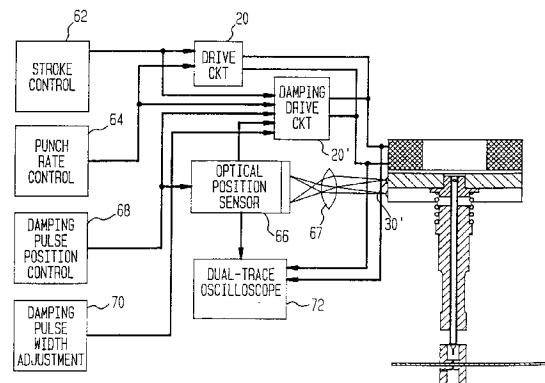 62
STROKE
CONTROL
20
DRIVE
CKT
64
PUNCH
RATE CONTROL
DAMPING
DRIVE
CKT
20'
68
DAMPING
PULSE
POSITION CONTROL
OPTICAL
POSITION
SENSOR
66
67
30'
70
DAMPING
PULSE
WIDTH
ADJUSTMENT
DUAL-TRACE
OSCILLOSCOPE
72